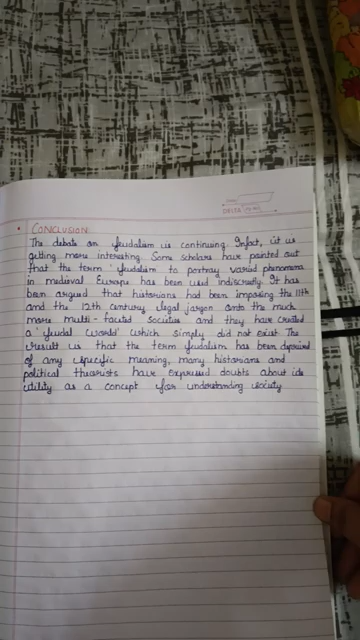 CONCLUSION:
The debate on feudalism is continuing. Infact, it is
getting more interesting. Some scholars have pointed out
that the term 'feudalism to portray varied phenomena
in medieval Europe has been used indiscreetly. It has
been argued that historians had been imposing the 11th
and the 12th century legal jargon onto the much
more multi-faceted societies and they have created
a 'feudal world' which simply did not exist. The
result is that the term feudalism has been deprived
of any specific meaning, many historians and
political theorists have expressed doubts about its
utility as a concept for understanding society